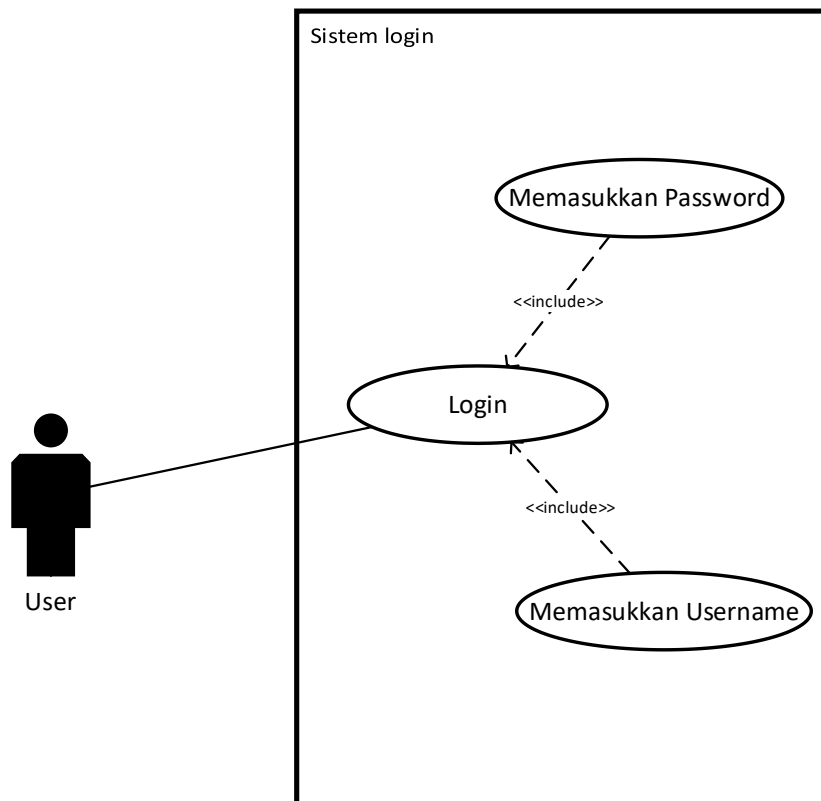 Sistem login
Memasukkan Password
<<include>>
Login
<<include>>
Memasukkan Username
User